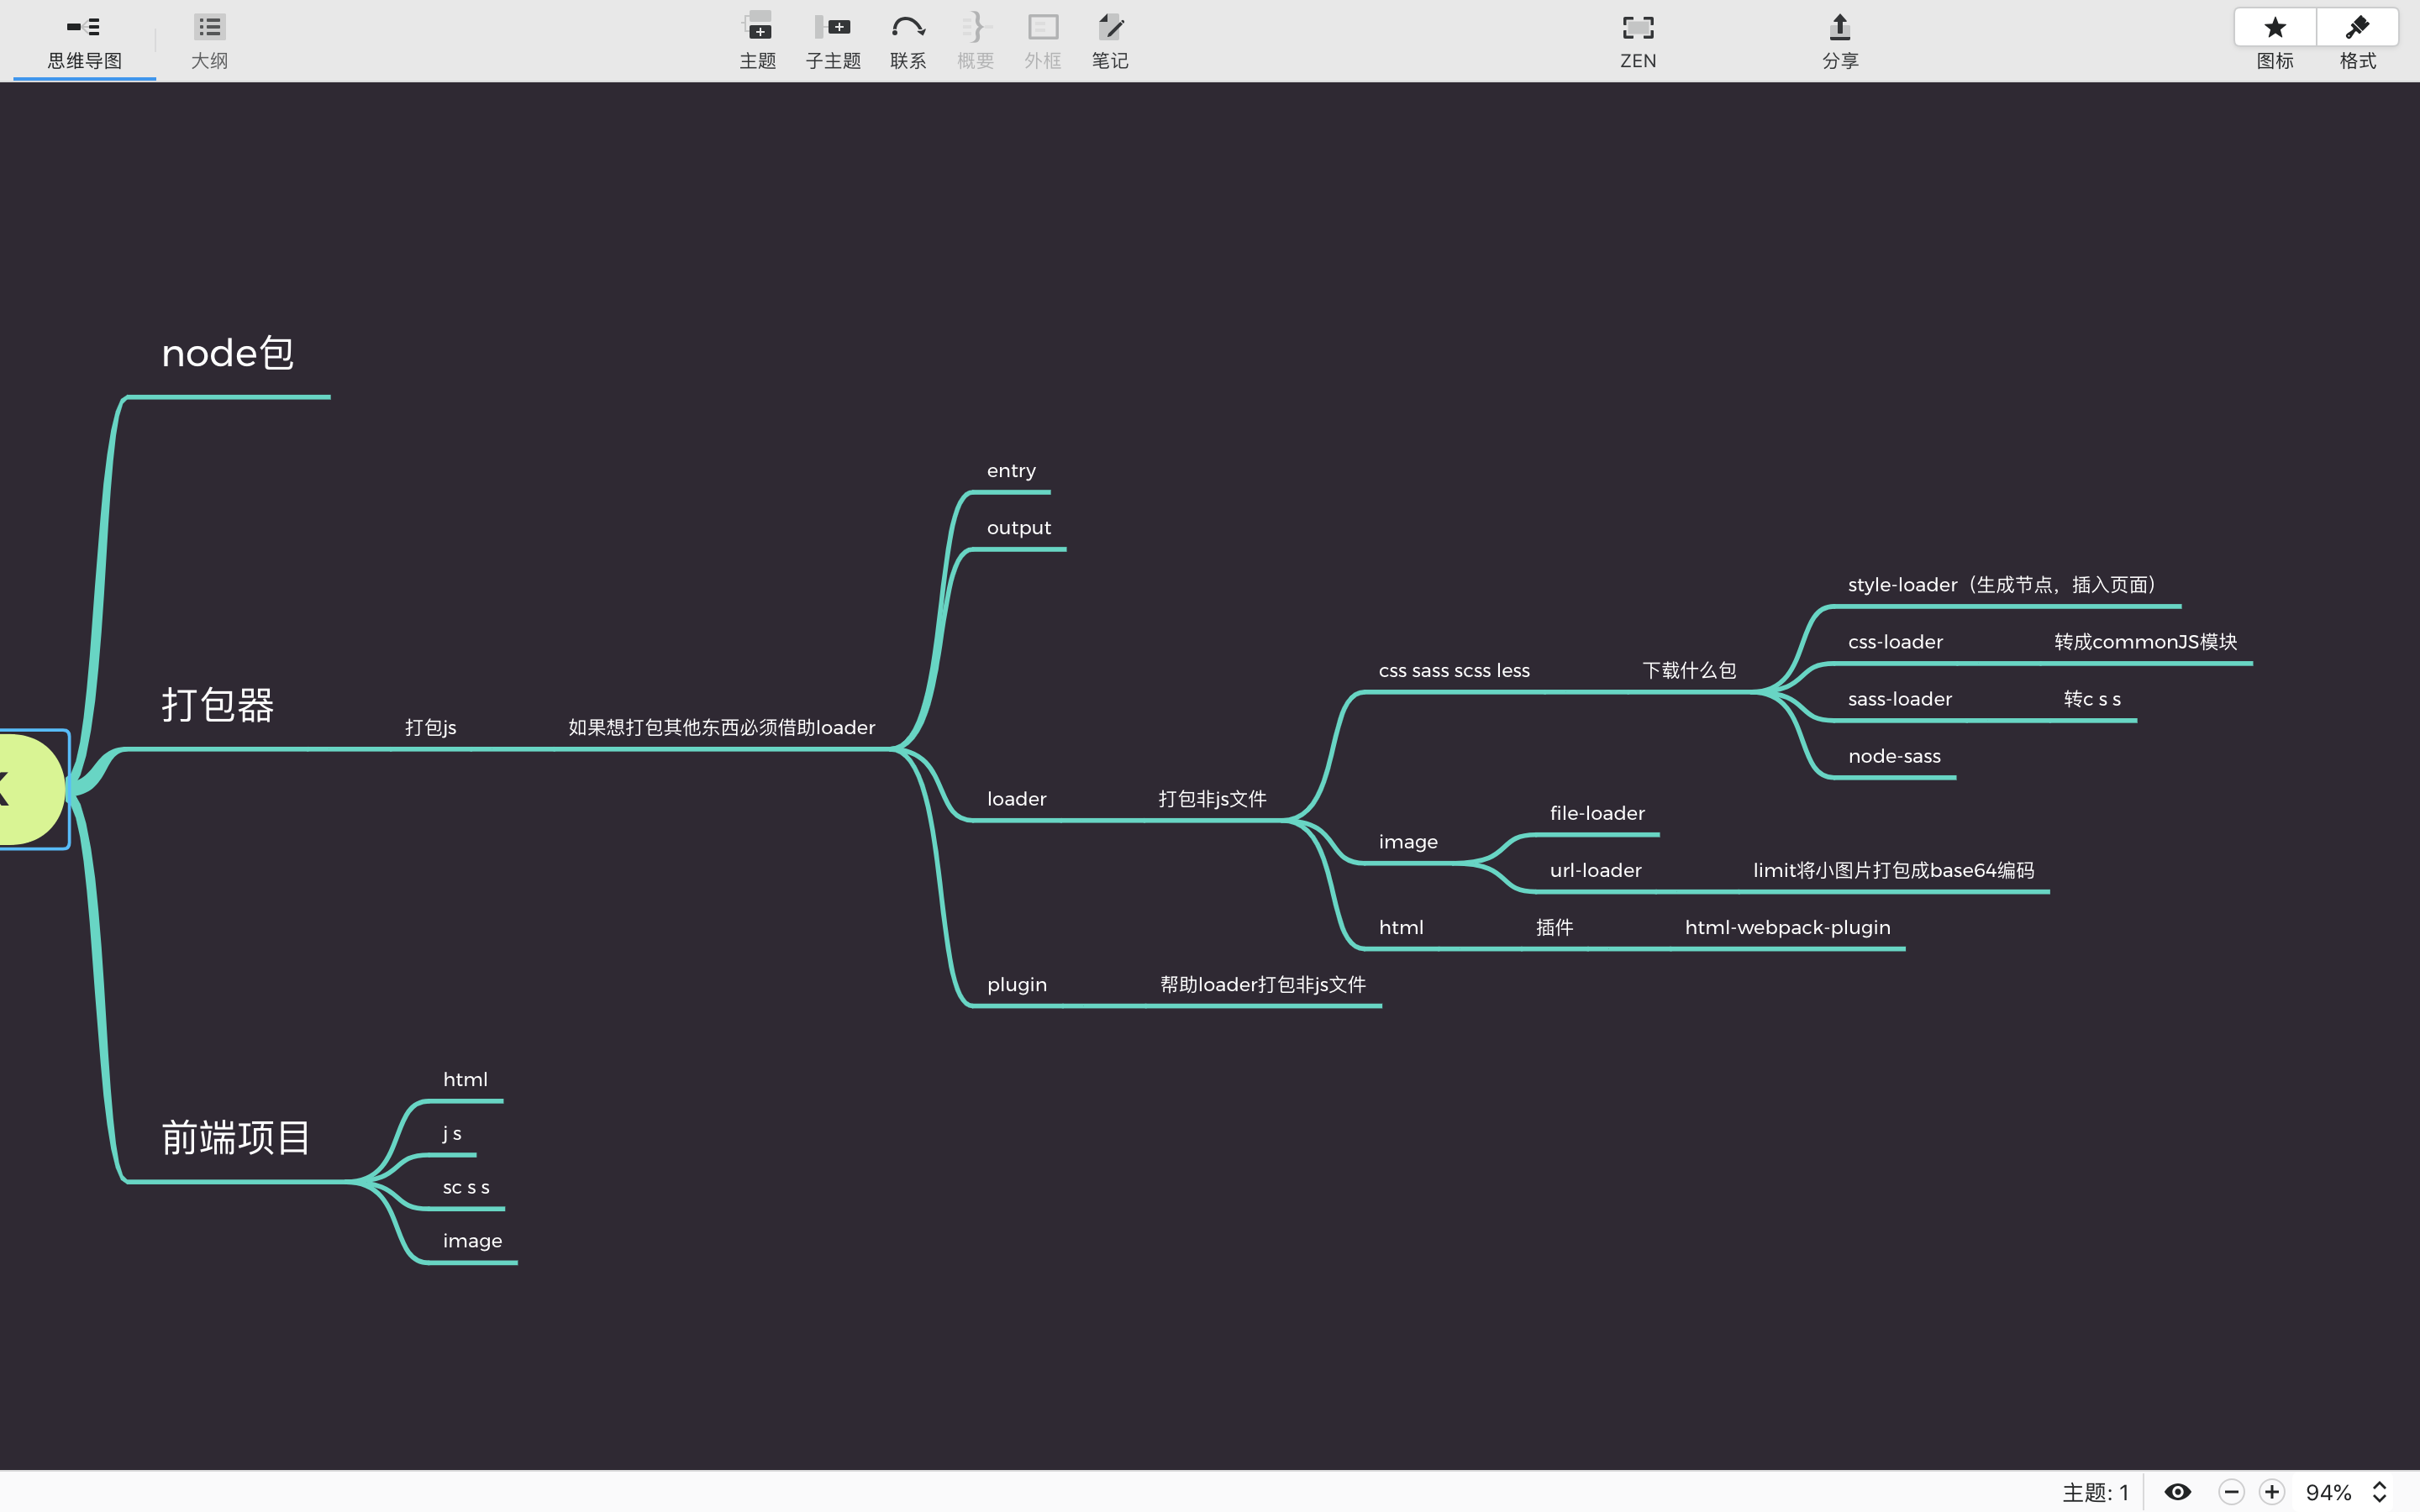 思维导图
大纲
主题
子主题
联系
概要
外框
笔记
ZEN
分享
图标
格式
node包
打包器
打包js
如果想打包其他东西必须借助loader
entry
output
loader
打包非js文件
css sass scss less
下载什么包
style-loader（生成节点，插入页面）
css-loader
转成commonJS模块
sass-loader
转c s s
node-sass
image
file-loader
url-loader
limit将小图片打包成base64编码
html
插件
html-webpack-plugin
plugin
帮助loader打包非js文件
前端项目
html
j s
sc s s
image
主题: 1
94%